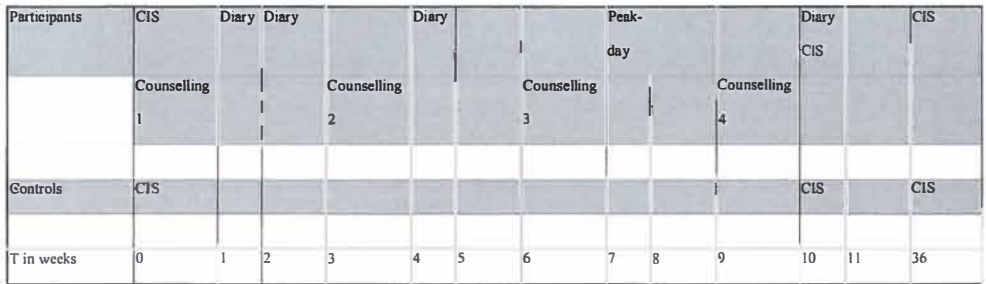 Participants CIS Diary Diary Diary Peak- Diary CIS
day CIS
Counselling Counselling Counselling Counselling
1 2 3 4
Controls CIS CIS CIS
T in weeks 0 1 2 3 4 5 6 7 8 9 10 11 36